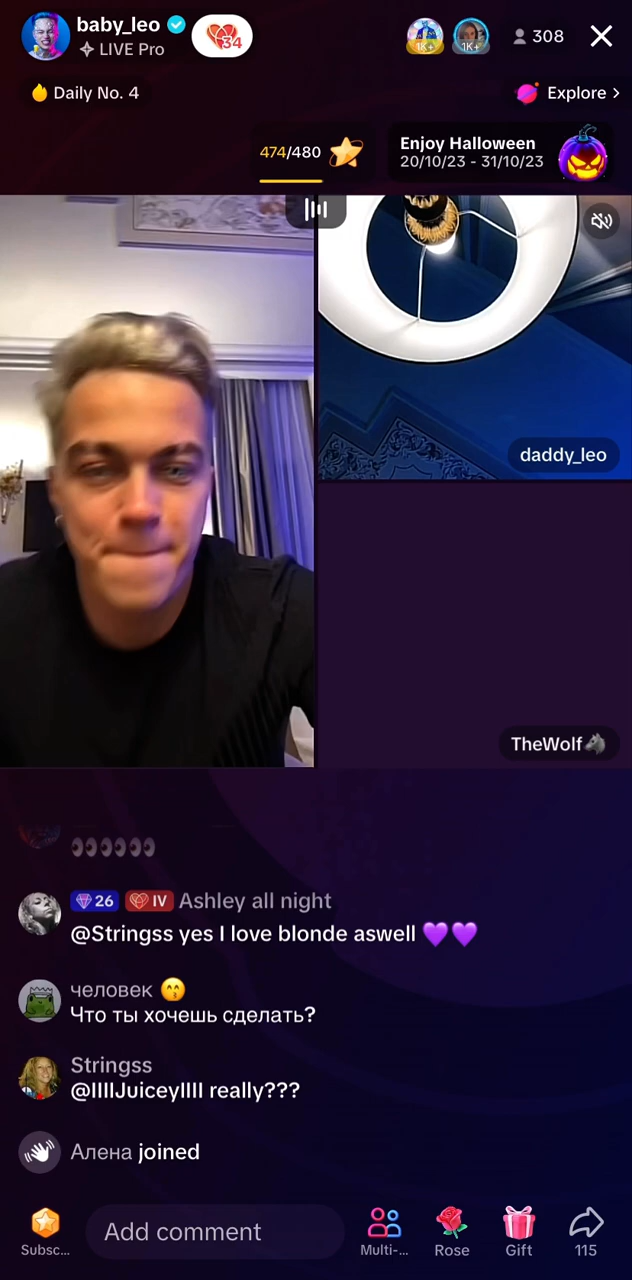 baby_leo
LIVE Pro
34
1K+
1K+
308
Daily No. 4
Explore >
474/480
Enjoy Halloween
20/10/23 - 31/10/23
daddy_leo
TheWolf🐴
👀👀👀👀👀👀
26 IV Ashley all night
@Stringss yes I love blonde aswell 💜💜
человек 😙
Что ты хочешь сделать?
Stringss
@IIIIJuiceyIIII really???
Алена joined
Subsc...
Add comment
Multi-...
Rose
Gift
115